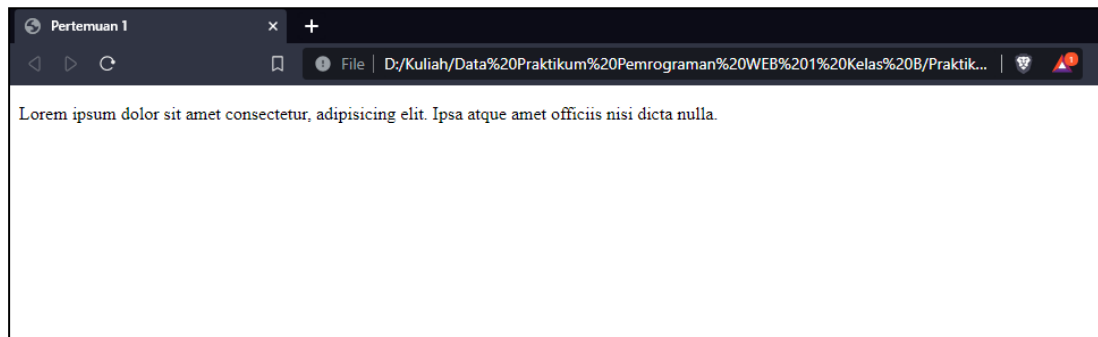 Pertemuan 1
File D:/Kuliah/Data%20Praktikum%20Pemrograman%20WEB%201%20Kelas%20B/Praktik...
1
Lorem ipsum dolor sit amet consectetur, adipisicing elit. Ipsa atque amet officiis nisi dicta nulla.